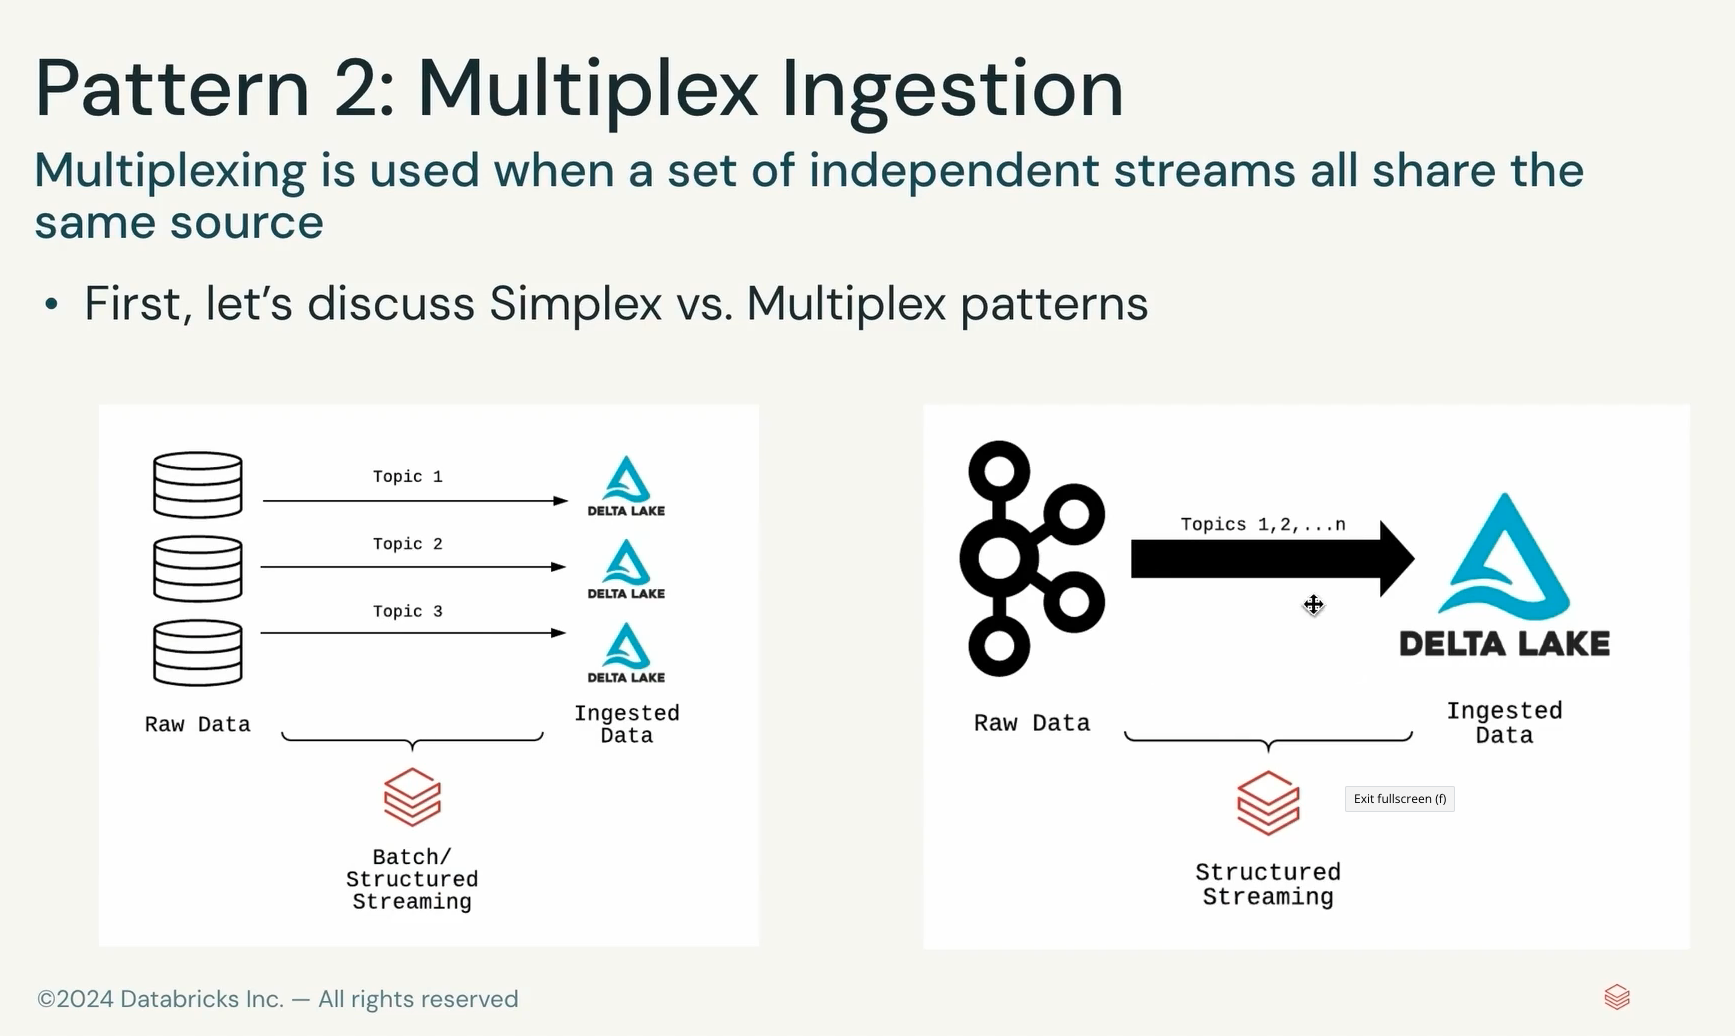 Pattern 2: Multiplex Ingestion
Multiplexing is used when a set of independent streams all share the
same source
• First, let's discuss Simplex vs. Multiplex patterns
Topic 1
DELTA LAKE
Topic 2
DELTA LAKE
Topic 3
DELTA LAKE
Raw Data
Ingested
Data
Batch/
Structured
Streaming
Topics 1,2,...n
DELTA LAKE
Raw Data
Ingested
Data
Exit fullscreen (f)
Structured
Streaming
©2024 Databricks Inc. — All rights reserved